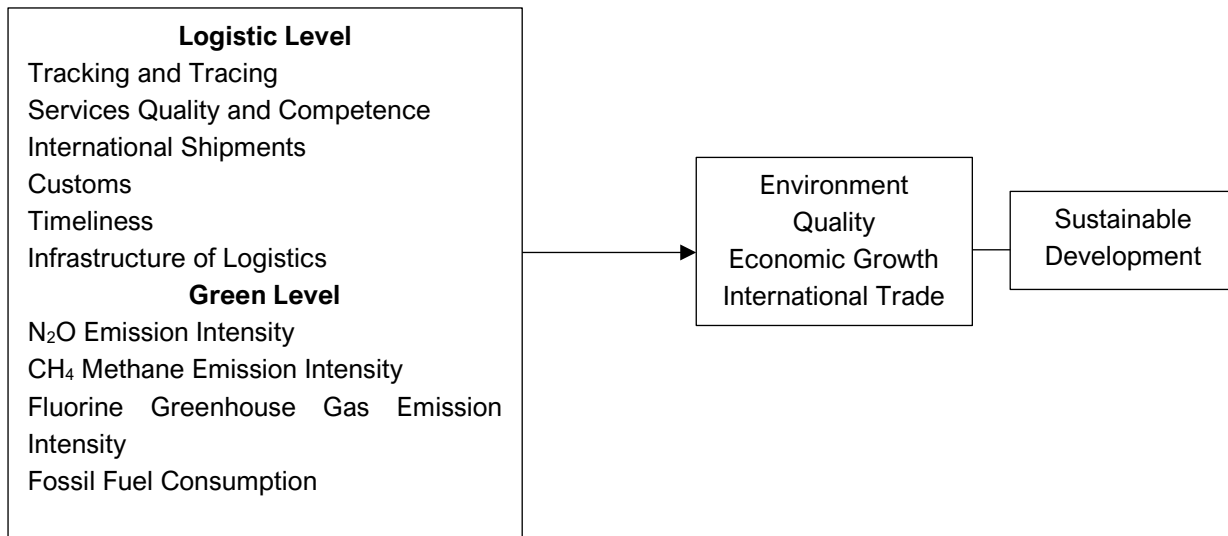 Logistic Level
Tracking and Tracing
Services Quality and Competence
International Shipments
Customs
Timeliness
Infrastructure of Logistics
Green Level
N₂O Emission Intensity
CH₄ Methane Emission Intensity
Fluorine Greenhouse Gas Emission
Intensity
Fossil Fuel Consumption
Environment
Quality
Economic Growth
International Trade
Sustainable
Development